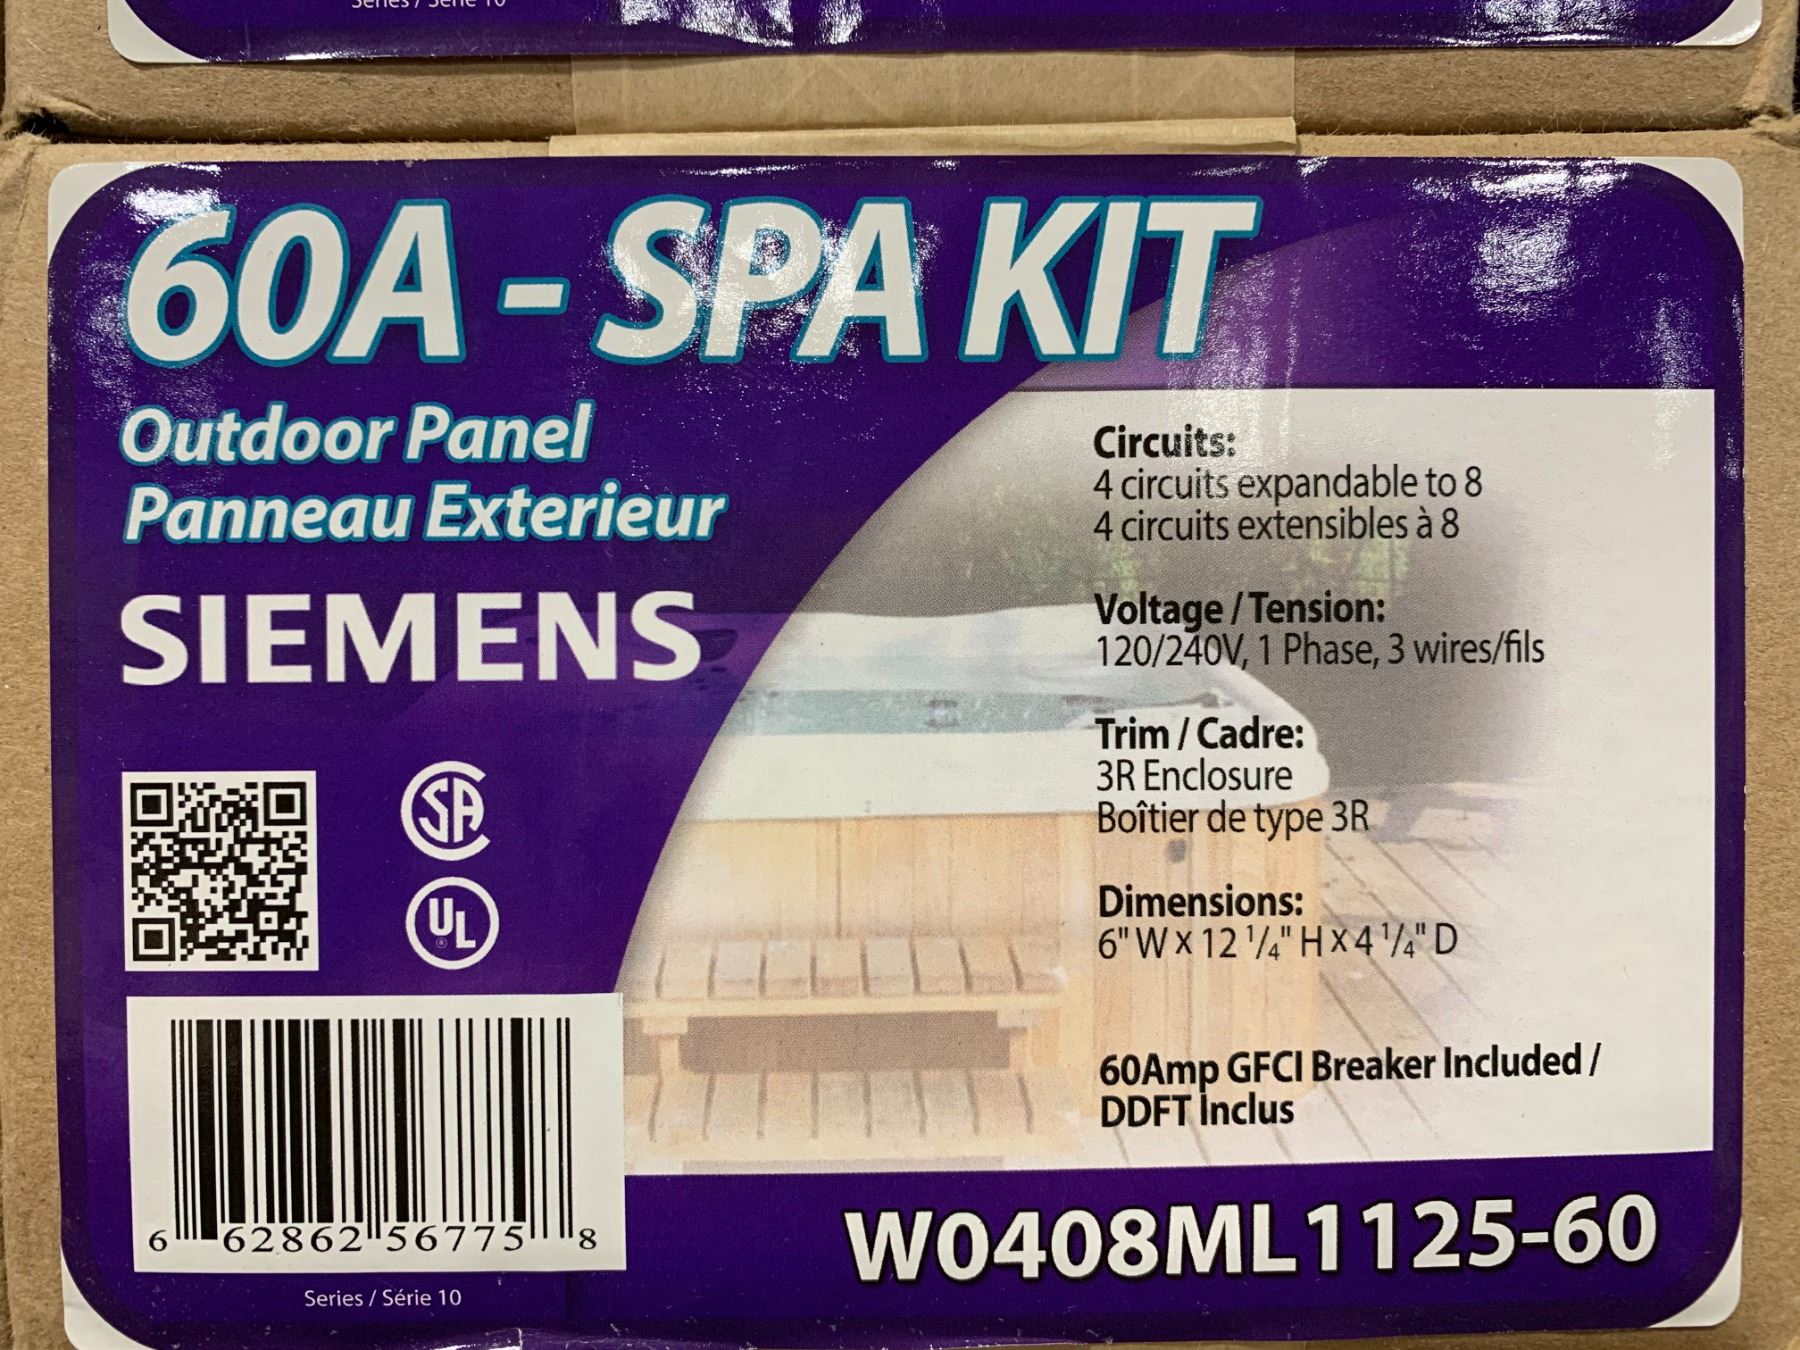 Series / Série 10
60A - SPA KIT
Outdoor Panel
Panneau Exterieur
SIEMENS
SA
UL
®
Circuits:
4 circuits expandable to 8
4 circuits extensibles à 8
Voltage / Tension:
120/240V, 1 Phase, 3 wires/fils
Trim / Cadre:
3R Enclosure
Boîtier de type 3R
Dimensions:
6" W x 12 1/4" H x 4 1/4" D
60Amp GFCI Breaker Included /
DDFT Inclus
6 62862 56775 8
Series / Série 10
W0408ML1125-60